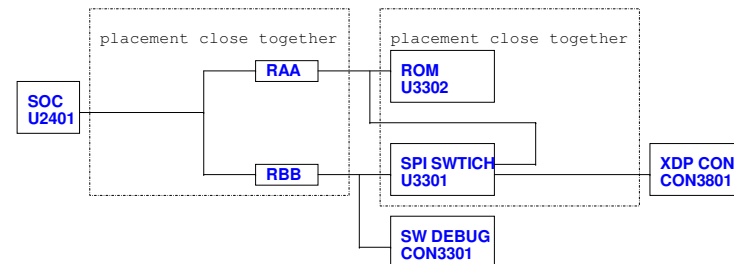 placement close together
placement close together
RAA
ROM
U3302
SOC
U2401
RBB
SPI SWTICH
U3301
XDP CON
CON3801
SW DEBUG
CON3301